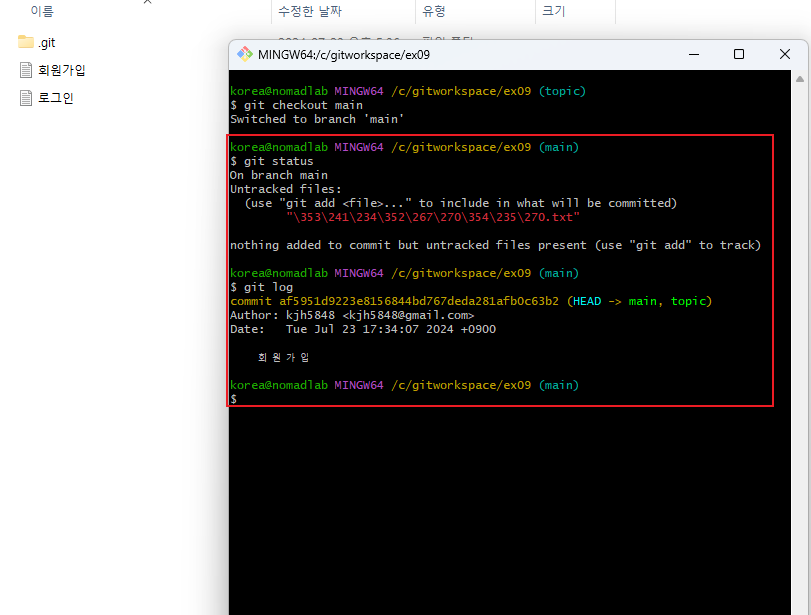 이름 수정한 날짜 유형 크기
.git
회원가입
로그인
MINGW64:/c/gitworkspace/ex09
korea@nomadlab MINGW64 /c/gitworkspace/ex09 (topic)
$ git checkout main
Switched to branch 'main'
korea@nomadlab MINGW64 /c/gitworkspace/ex09 (main)
$ git status
On branch main
Untracked files:
(use "git add <file>..." to include in what will be committed)
"\353\241\234\352\267\270\354\235\270.txt"
nothing added to commit but untracked files present (use "git add" to track)
korea@nomadlab MINGW64 /c/gitworkspace/ex09 (main)
$ git log
commit af5951d9223e8156844bd767deda281afb0c63b2 (HEAD -> main, topic)
Author: kjh5848 <kjh5848@gmail.com>
Date:   Tue Jul 23 17:34:07 2024 +0900
회원가입
korea@nomadlab MINGW64 /c/gitworkspace/ex09 (main)
$